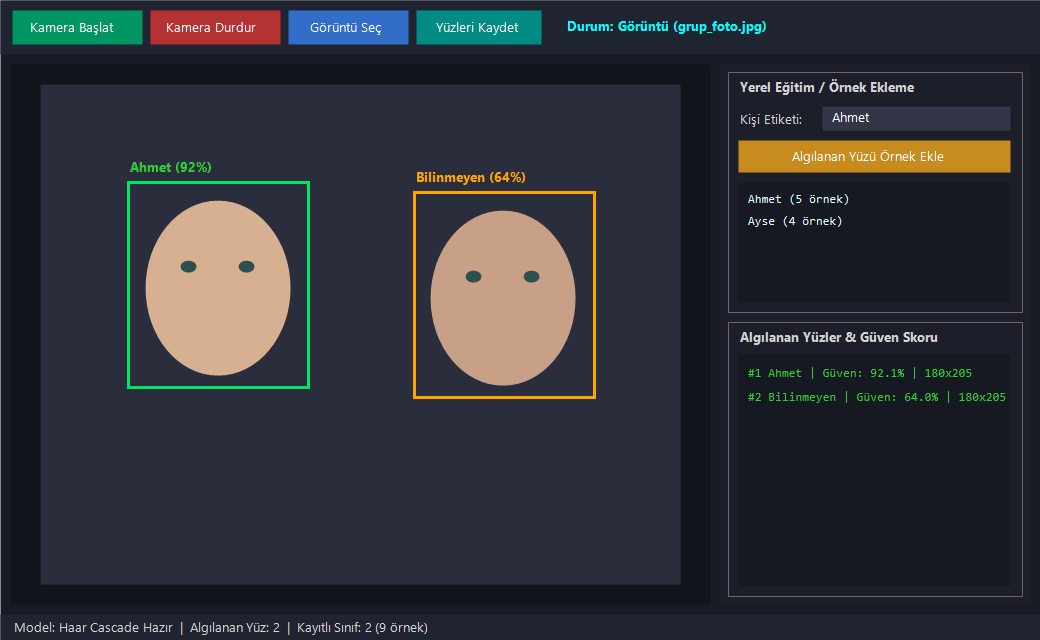 Kamera Başlat
Kamera Durdur
Görüntü Seç
Yüzleri Kaydet
Durum: Görüntü (grup_foto.jpg)
Ahmet (92%)
Bilinmeyen (64%)
Yerel Eğitim / Örnek Ekleme
Kişi Etiketi:
Ahmet
Algılanan Yüzü Örnek Ekle
Ahmet (5 örnek)
Ayse (4 örnek)
Algılanan Yüzler & Güven Skoru
#1 Ahmet | Güven: 92.1% | 180x205
#2 Bilinmeyen | Güven: 64.0% | 180x205
Model: Haar Cascade Hazır | Algılanan Yüz: 2 | Kayıtlı Sınıf: 2 (9 örnek)